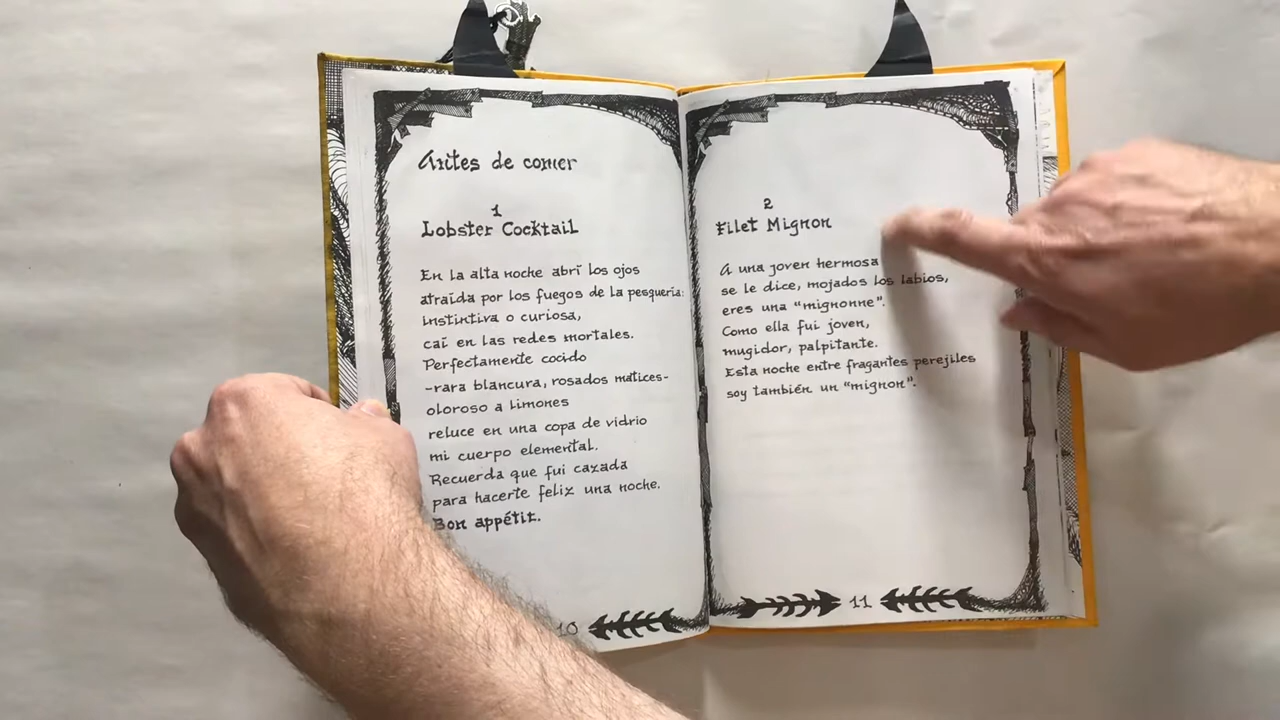 Antes de comer
1
Lobster Cocktail
En la alta noche abrí los ojos
atraída por los fuegos de la pesquería:
instintiva o curiosa,
caí en las redes mortales.
Perfectamente cocido
-rara blancura, rosados matices-
oloroso a limones
reluce en una copa de vidrio
mi cuerpo elemental.
Recuerda que fui cazada
para hacerte feliz una noche.
Bon appétit.
10
2
Filet Mignon
A una joven hermosa
se le dice, mojados los labios,
eres una "mignonne".
Como ella fui joven,
mugidor, palpitante.
Esta noche entre fragantes perejiles
soy también un "mignon".
11